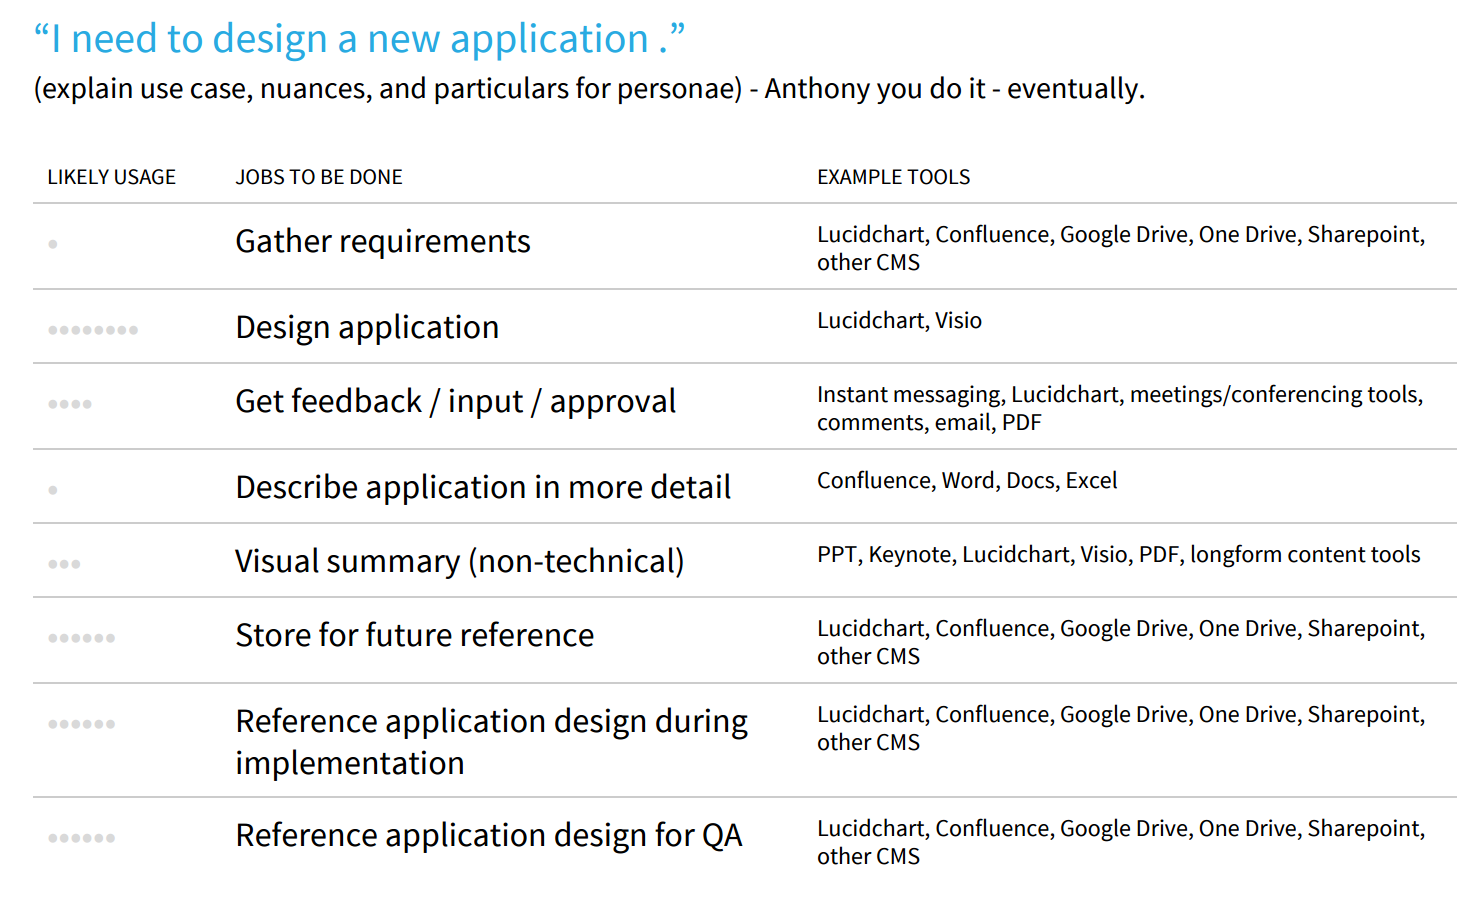 “I need to design a new application .”
(explain use case, nuances, and particulars for personae) - Anthony you do it - eventually.
LIKELY USAGE JOBS TO BE DONE EXAMPLE TOOLS
Gather requirements
Lucidchart, Confluence, Google Drive, One Drive, Sharepoint,
other CMS
Design application
Lucidchart, Visio
Get feedback / input / approval
Instant messaging, Lucidchart, meetings/conferencing tools,
comments, email, PDF
Describe application in more detail
Confluence, Word, Docs, Excel
Visual summary (non-technical)
PPT, Keynote, Lucidchart, Visio, PDF, longform content tools
Store for future reference
Lucidchart, Confluence, Google Drive, One Drive, Sharepoint,
other CMS
Reference application design during
implementation
Lucidchart, Confluence, Google Drive, One Drive, Sharepoint,
other CMS
Reference application design for QA
Lucidchart, Confluence, Google Drive, One Drive, Sharepoint,
other CMS